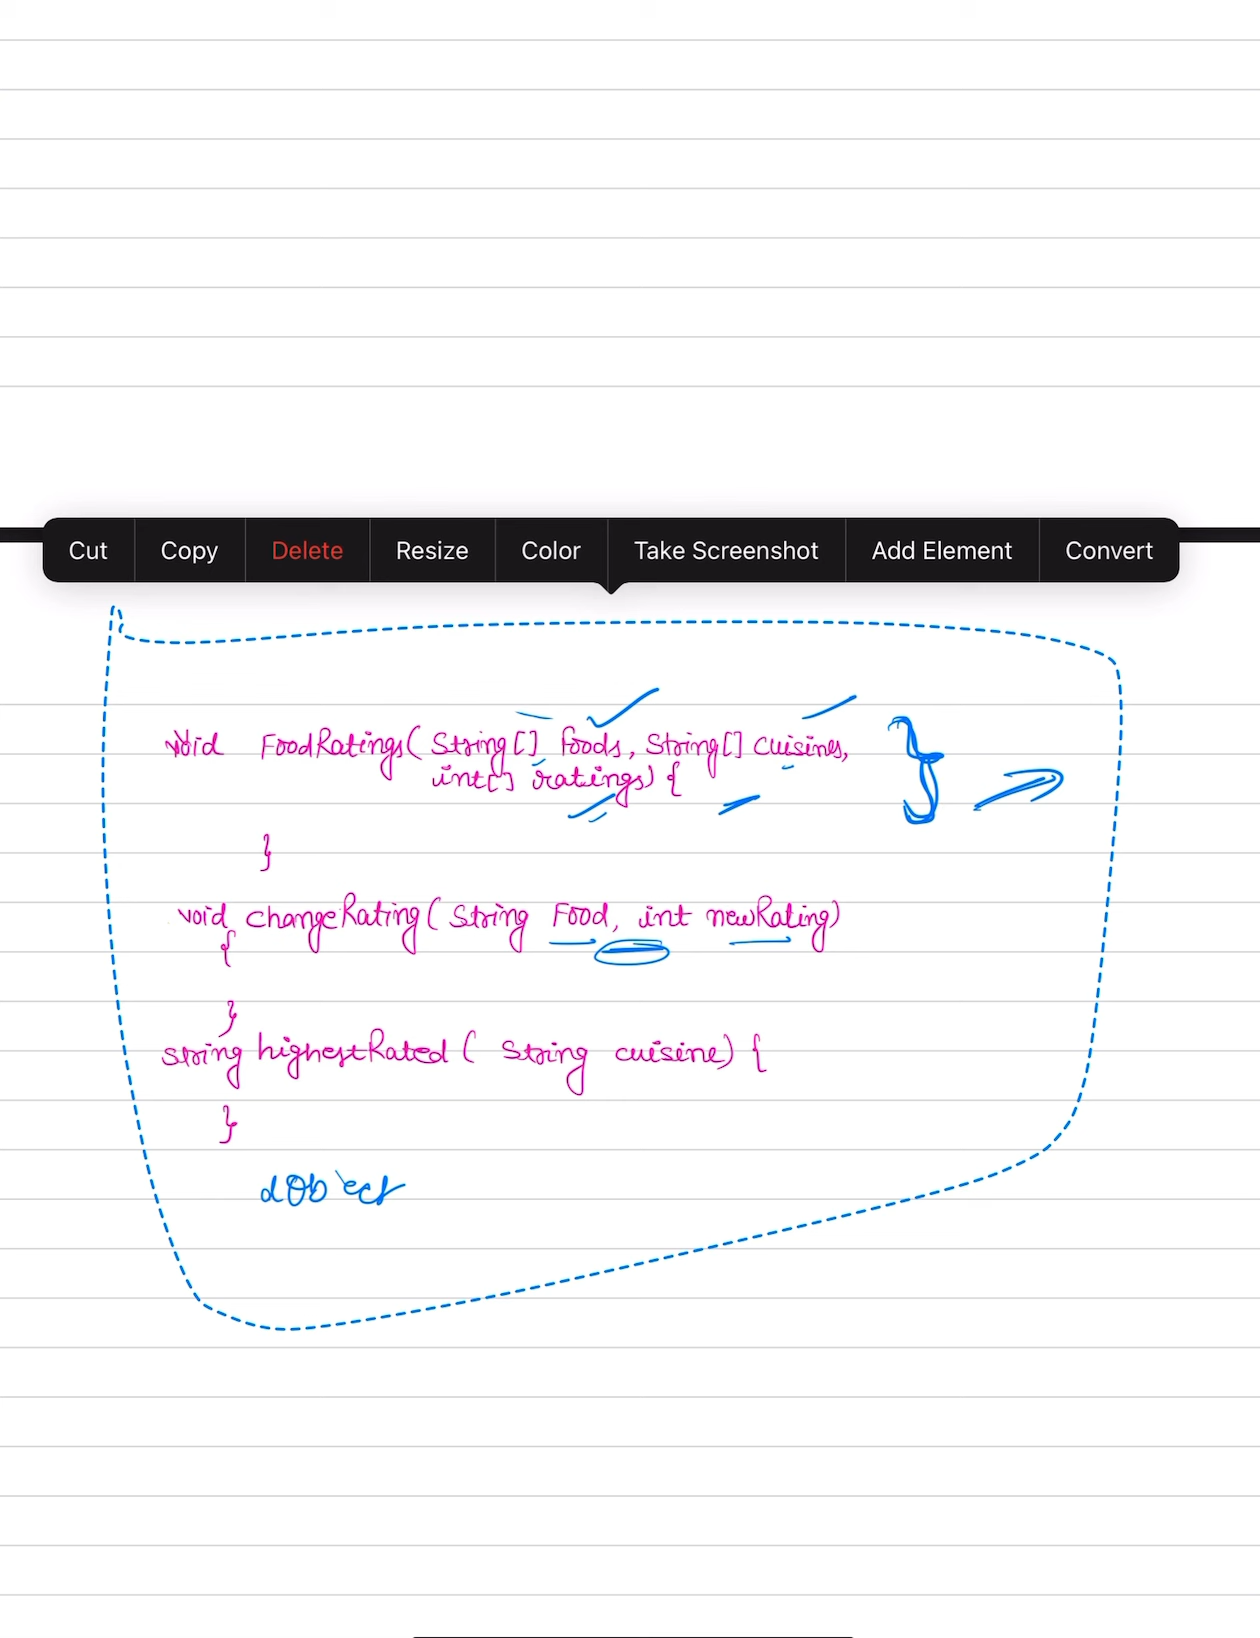 Cut Copy Delete Resize Color Take Screenshot Add Element Convert
void FoodRatings( String[] foods, String[] cuisines,
int[] ratings) {
}
void changeRating( String Food, int newRating)
{
}
string highestRated ( String cuisine) {
}